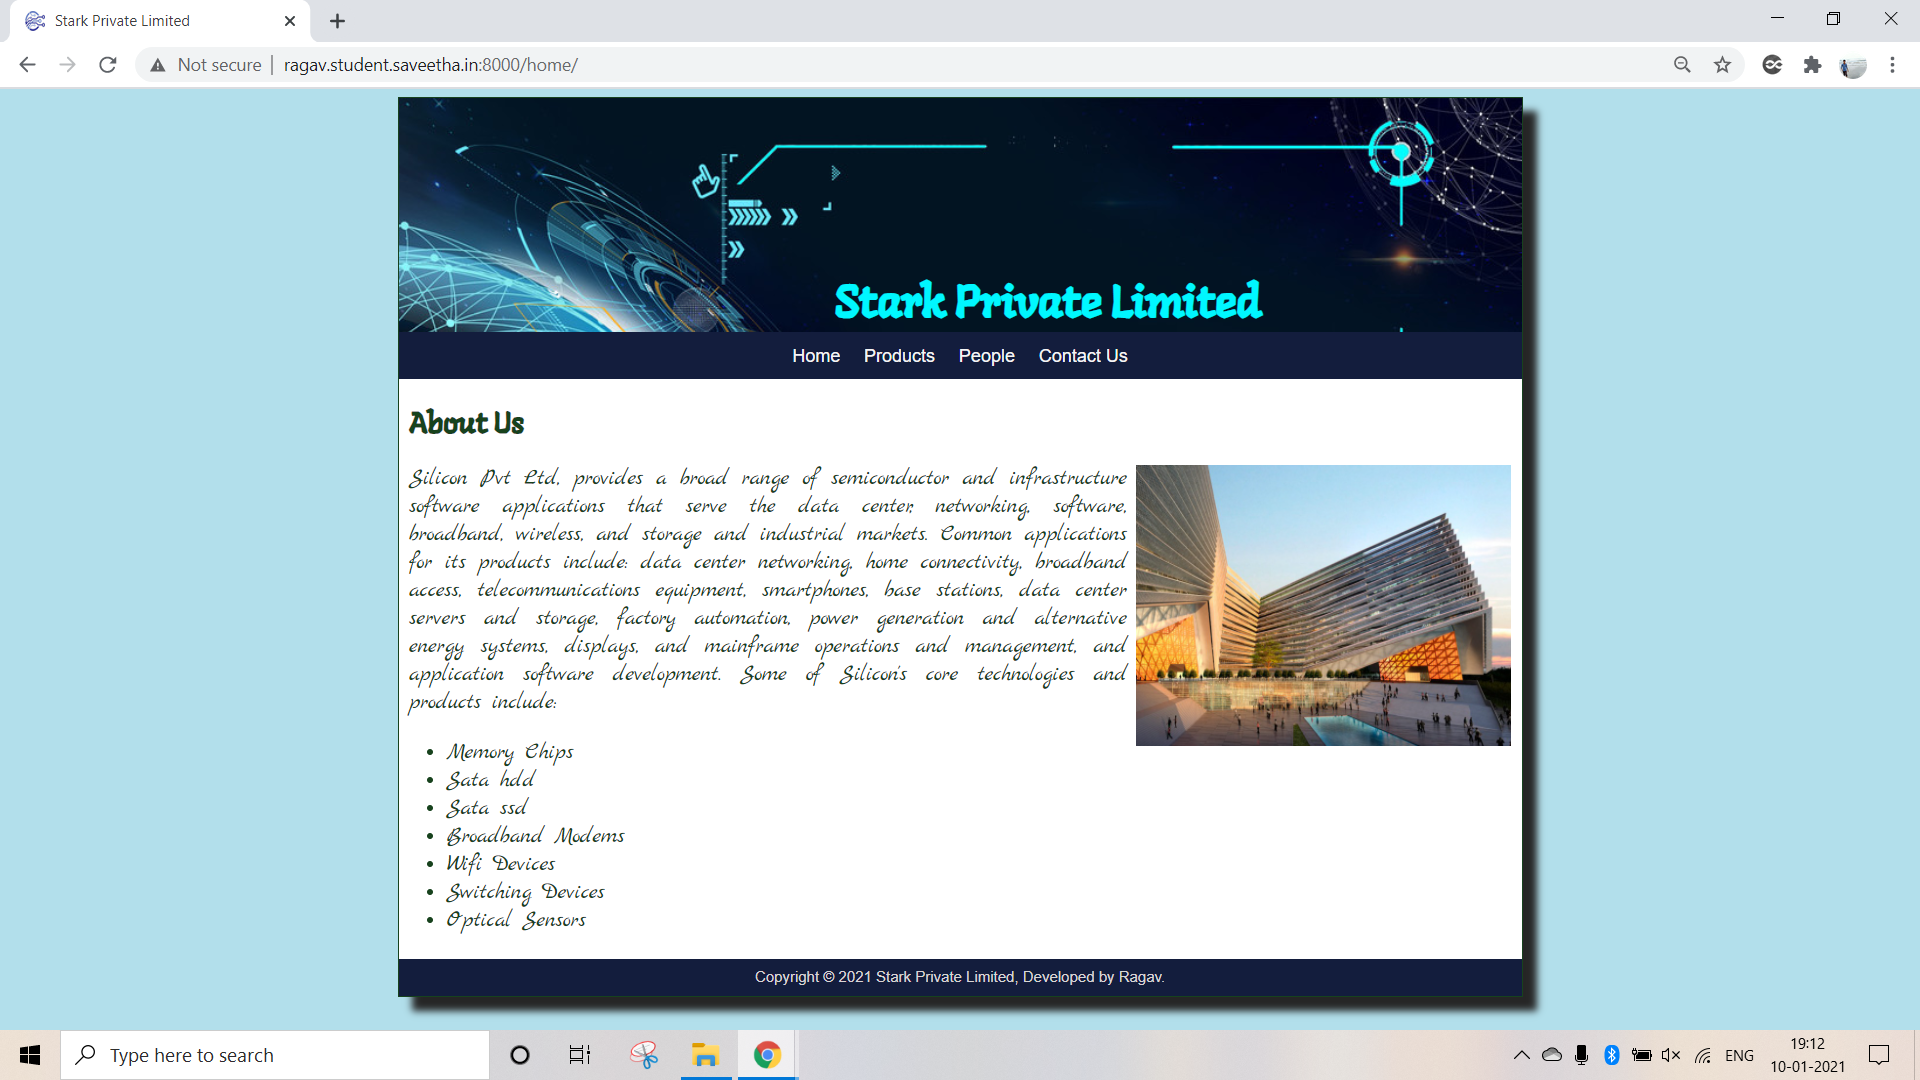 Stark Private Limited
Not secure
ragav.student.saveetha.in:8000/home/
Stark Private Limited
Home Products People Contact Us
About Us
Silicon Pvt Ltd, provides a broad range of semiconductor and infrastructure
software applications that serve the data center, networking, software,
broadband, wireless, and storage and industrial markets. Common applications
for its products include: data center networking, home connectivity, broadband
access, telecommunications equipment, smartphones, base stations, data center
servers and storage, factory automation, power generation and alternative
energy systems, displays, and mainframe operations and management, and
application software development. Some of Silicon's core technologies and
products include:
Memory Chips
Sata hdd
Sata ssd
Broadband Modems
Wifi Devices
Switching Devices
Optical Sensors
Copyright © 2021 Stark Private Limited, Developed by Ragav.
Type here to search
ENG
19:12
10-01-2021